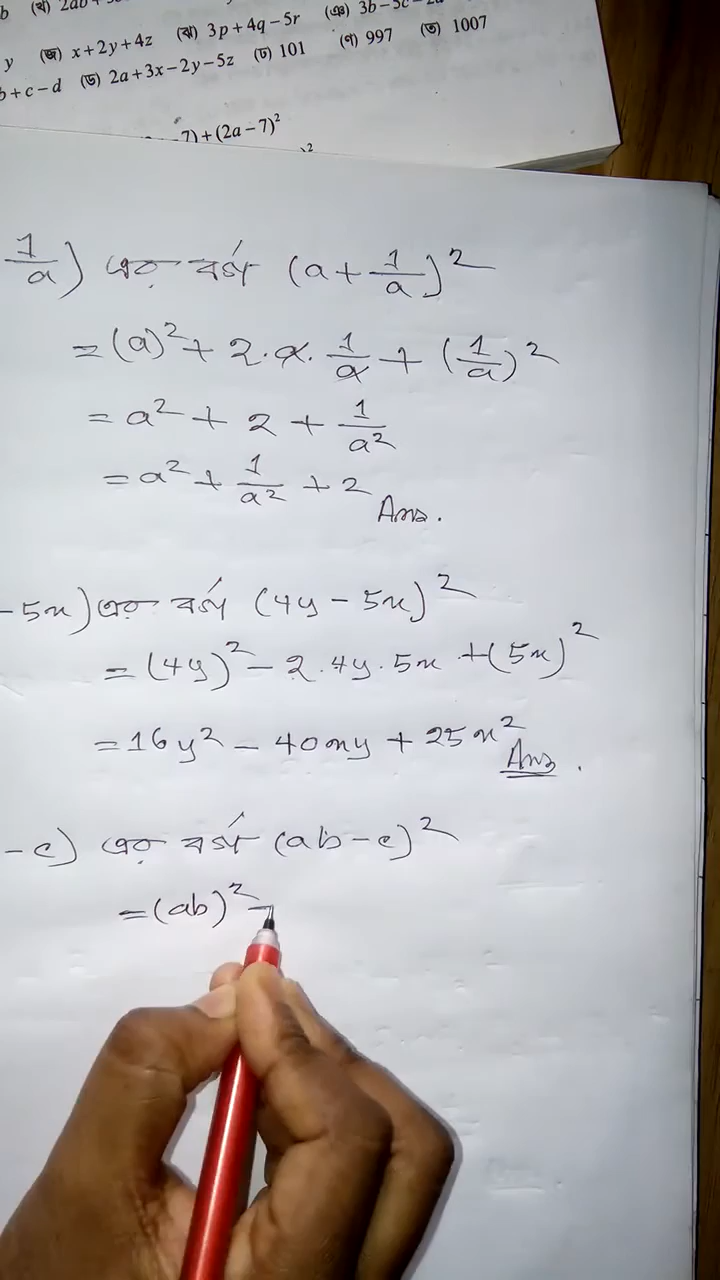 b (খ) 2ab +
y (জ) x + 2y + 4z (ঝ) 3p + 4q − 5r (ঞ) 3b − 5c −
b + c − d (ড) 2a + 3x − 2y − 5z (ঢ) 101 (ণ) 997 (ত) 1007
7) + (2a − 7)²
1/a) এর বর্গ (a + 1/a)²
= (a)² + 2·a·1/a + (1/a)²
= a² + 2 + 1/a²
= a² + 1/a² + 2 Ans.
− 5x) এর বর্গ (4y − 5x)²
= (4y)² − 2.4y.5x + (5x)²
= 16y² − 40xy + 25x² Ans.
− c) এর বর্গ (ab − c)²
= (ab)² −